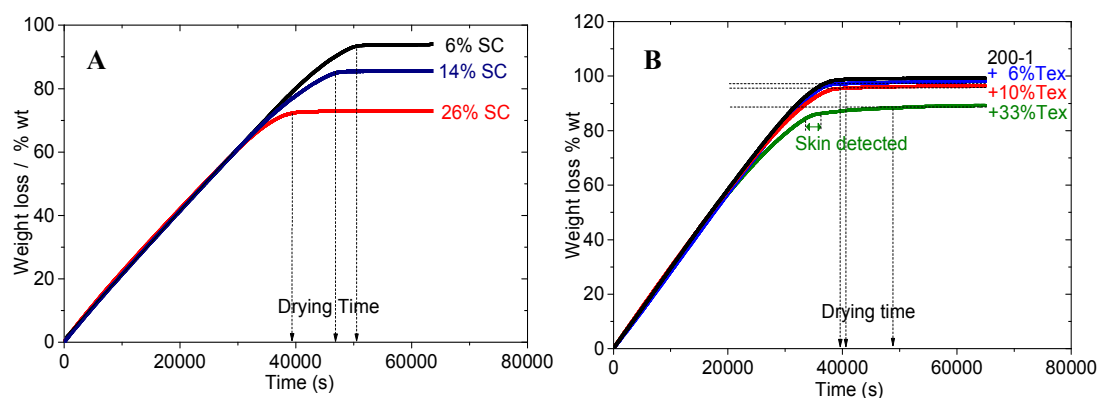 A
6% SC
14% SC
26% SC
Drying Time
Weight loss / % wt
0
20
40
60
80
100
0 20000 40000 60000 80000
Time (s)
B
200-1
+ 6%Tex
+10%Tex
+33%Tex
Skin detected
Drying time
Weight loss % wt
0
20
40
60
80
100
120
0 20000 40000 60000 80000
Time (s)